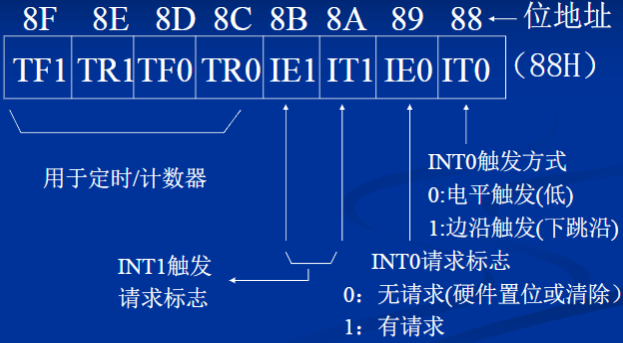 8F 8E 8D 8C 8B 8A 89 88 位地址
TF1 TR1 TF0 TR0 IE1 IT1 IE0 IT0 (88H)
用于定时/计数器
INT0触发方式
0:电平触发(低)
1:边沿触发(下跳沿)
INT1触发
请求标志
INT0请求标志
0：无请求(硬件置位或清除)
1：有请求